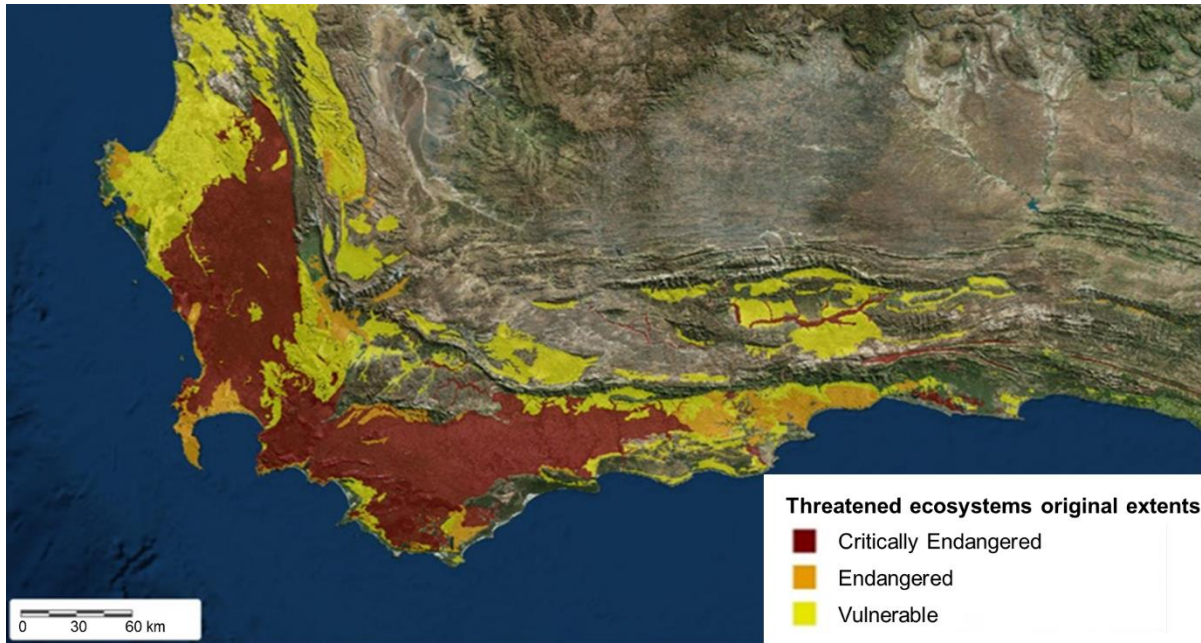 Threatened ecosystems original extents
Critically Endangered
Endangered
Vulnerable
0 30 60 km